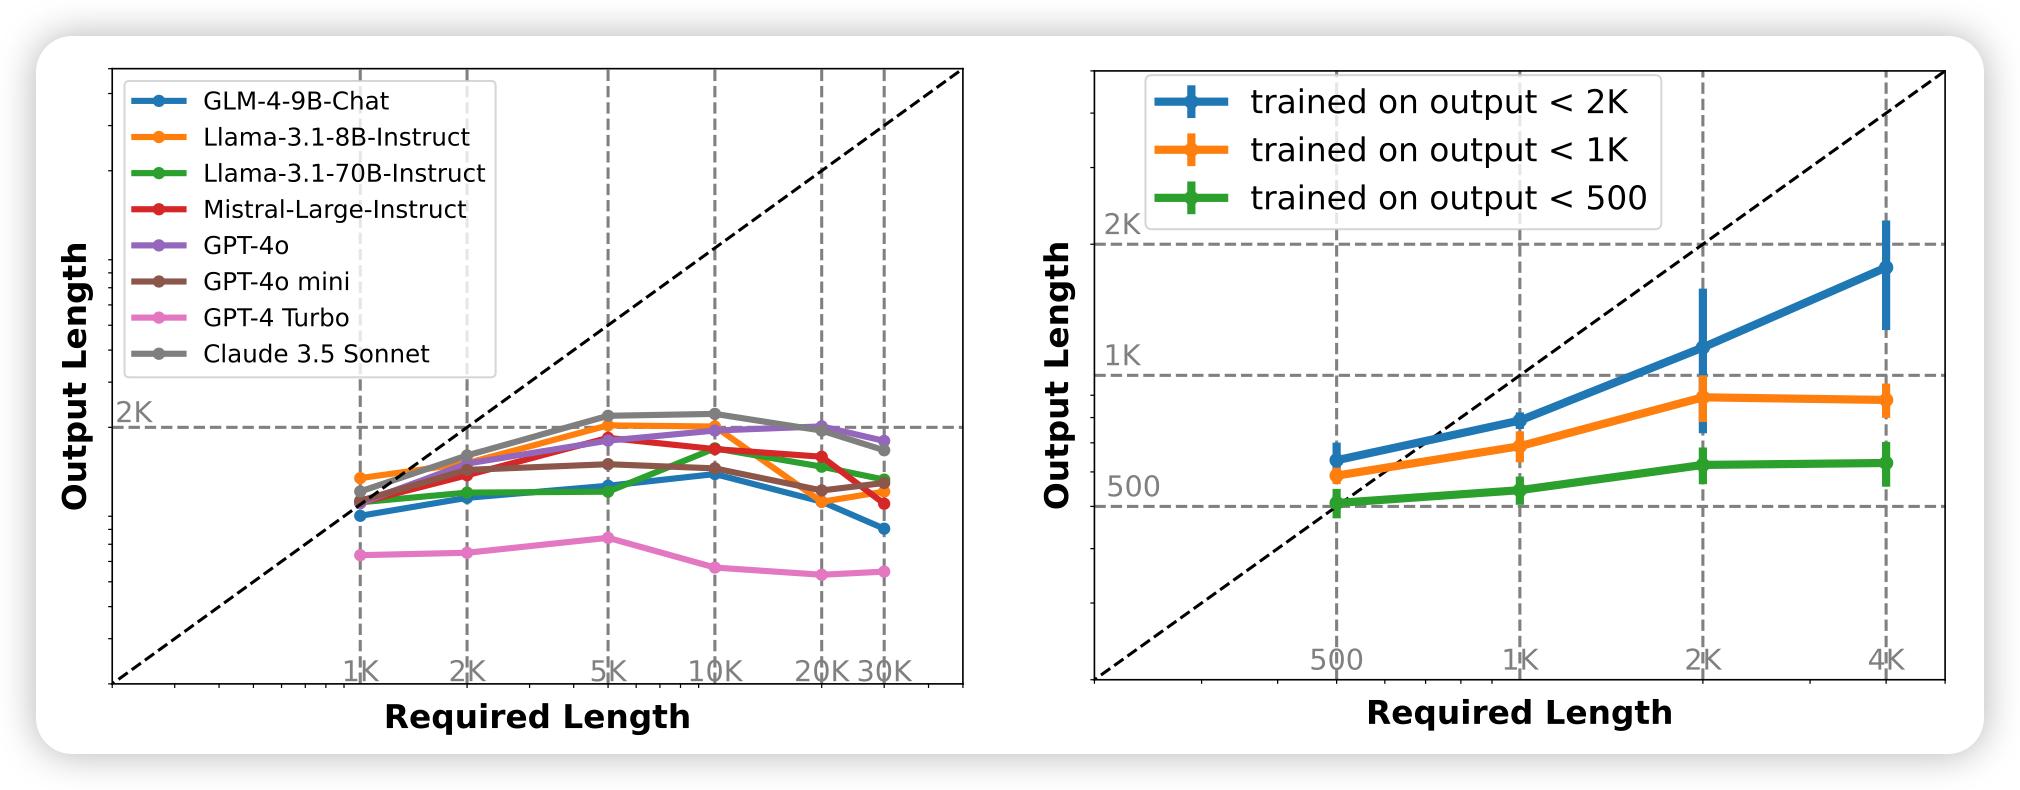 GLM-4-9B-Chat
Llama-3.1-8B-Instruct
Llama-3.1-70B-Instruct
Mistral-Large-Instruct
GPT-4o
GPT-4o mini
GPT-4 Turbo
Claude 3.5 Sonnet
2K
Output Length
1K 2K 5K 10K 20K 30K
Required Length
trained on output < 2K
trained on output < 1K
trained on output < 500
2K
1K
500
Output Length
500 1K 2K 4K
Required Length